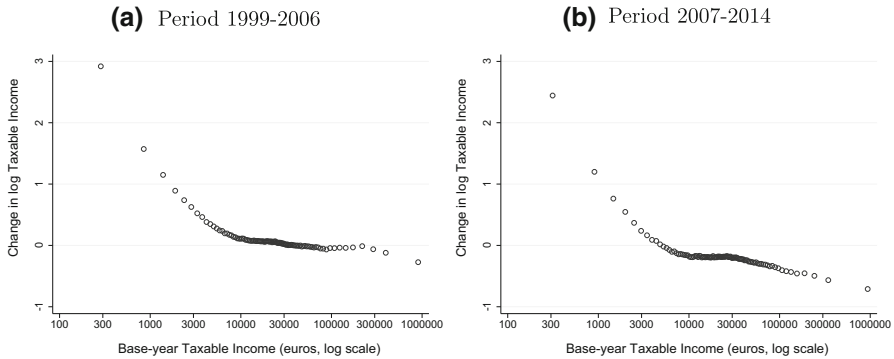 (a) Period 1999-2006
Change in log Taxable Income
3
2
1
0
-1
100 300 1000 3000 10000 30000 100000 300000 1000000
Base-year Taxable Income (euros, log scale)
(b) Period 2007-2014
Change in log Taxable Income
3
2
1
0
-1
100 300 1000 3000 10000 30000 100000 300000 1000000
Base-year Taxable Income (euros, log scale)